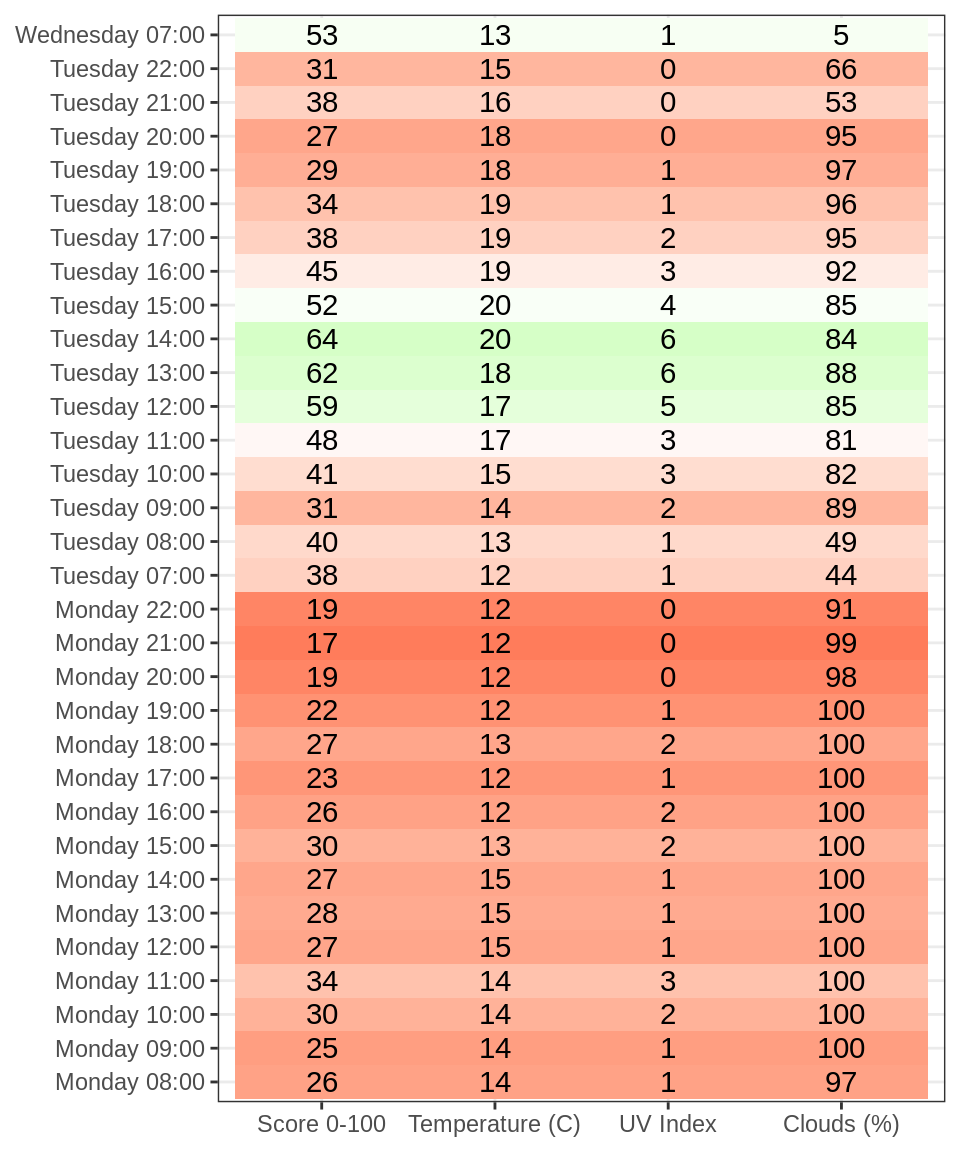 Wednesday 07:00 53 13 1 5
Tuesday 22:00 31 15 0 66
Tuesday 21:00 38 16 0 53
Tuesday 20:00 27 18 0 95
Tuesday 19:00 29 18 1 97
Tuesday 18:00 34 19 1 96
Tuesday 17:00 38 19 2 95
Tuesday 16:00 45 19 3 92
Tuesday 15:00 52 20 4 85
Tuesday 14:00 64 20 6 84
Tuesday 13:00 62 18 6 88
Tuesday 12:00 59 17 5 85
Tuesday 11:00 48 17 3 81
Tuesday 10:00 41 15 3 82
Tuesday 09:00 31 14 2 89
Tuesday 08:00 40 13 1 49
Tuesday 07:00 38 12 1 44
Monday 22:00 19 12 0 91
Monday 21:00 17 12 0 99
Monday 20:00 19 12 0 98
Monday 19:00 22 12 1 100
Monday 18:00 27 13 2 100
Monday 17:00 23 12 1 100
Monday 16:00 26 12 2 100
Monday 15:00 30 13 2 100
Monday 14:00 27 15 1 100
Monday 13:00 28 15 1 100
Monday 12:00 27 15 1 100
Monday 11:00 34 14 3 100
Monday 10:00 30 14 2 100
Monday 09:00 25 14 1 100
Monday 08:00 26 14 1 97
Score 0-100 Temperature (C) UV Index Clouds (%)